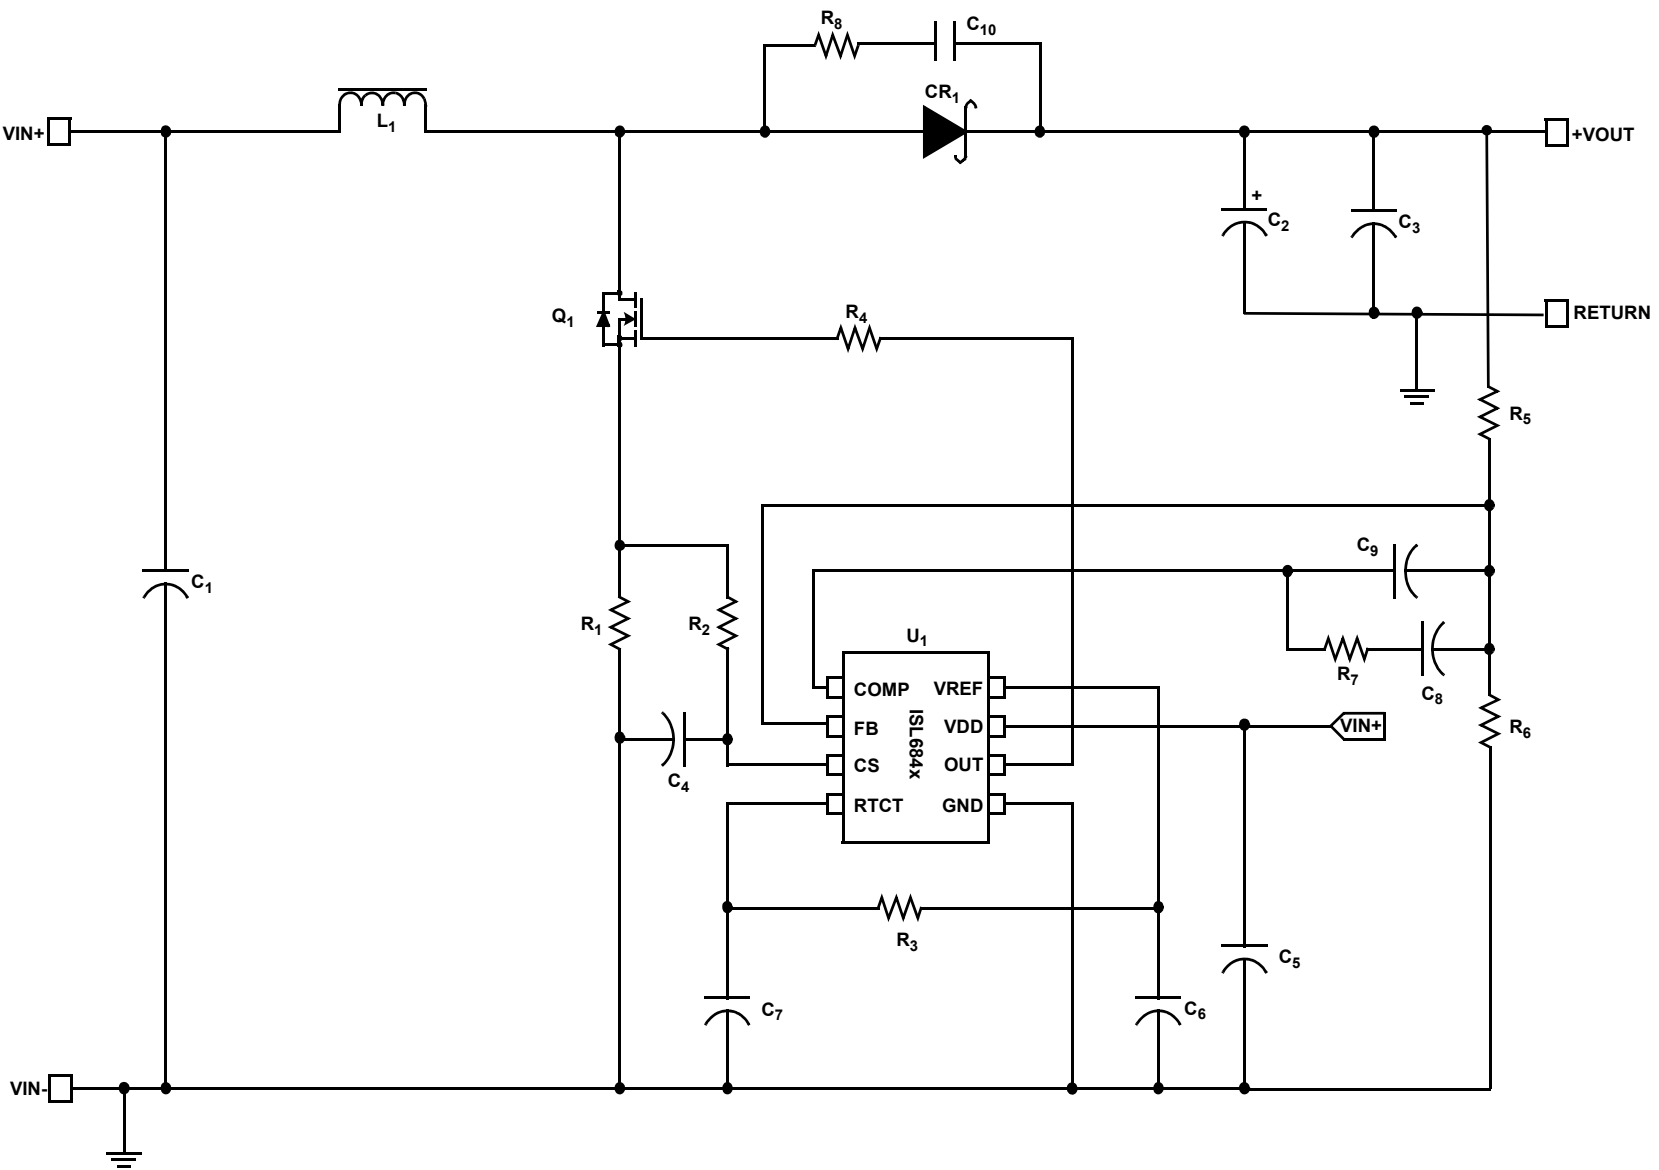 R8
C10
CR1
VIN+
L1
+VOUT
+
C2
C3
Q1
R4
RETURN
R5
C9
C1
R1
R2
U1
R7
C8
COMP
VREF
FB
VDD
VIN+
R6
CS
OUT
C4
RTCT
GND
ISL684x
R3
C5
C7
C6
VIN-